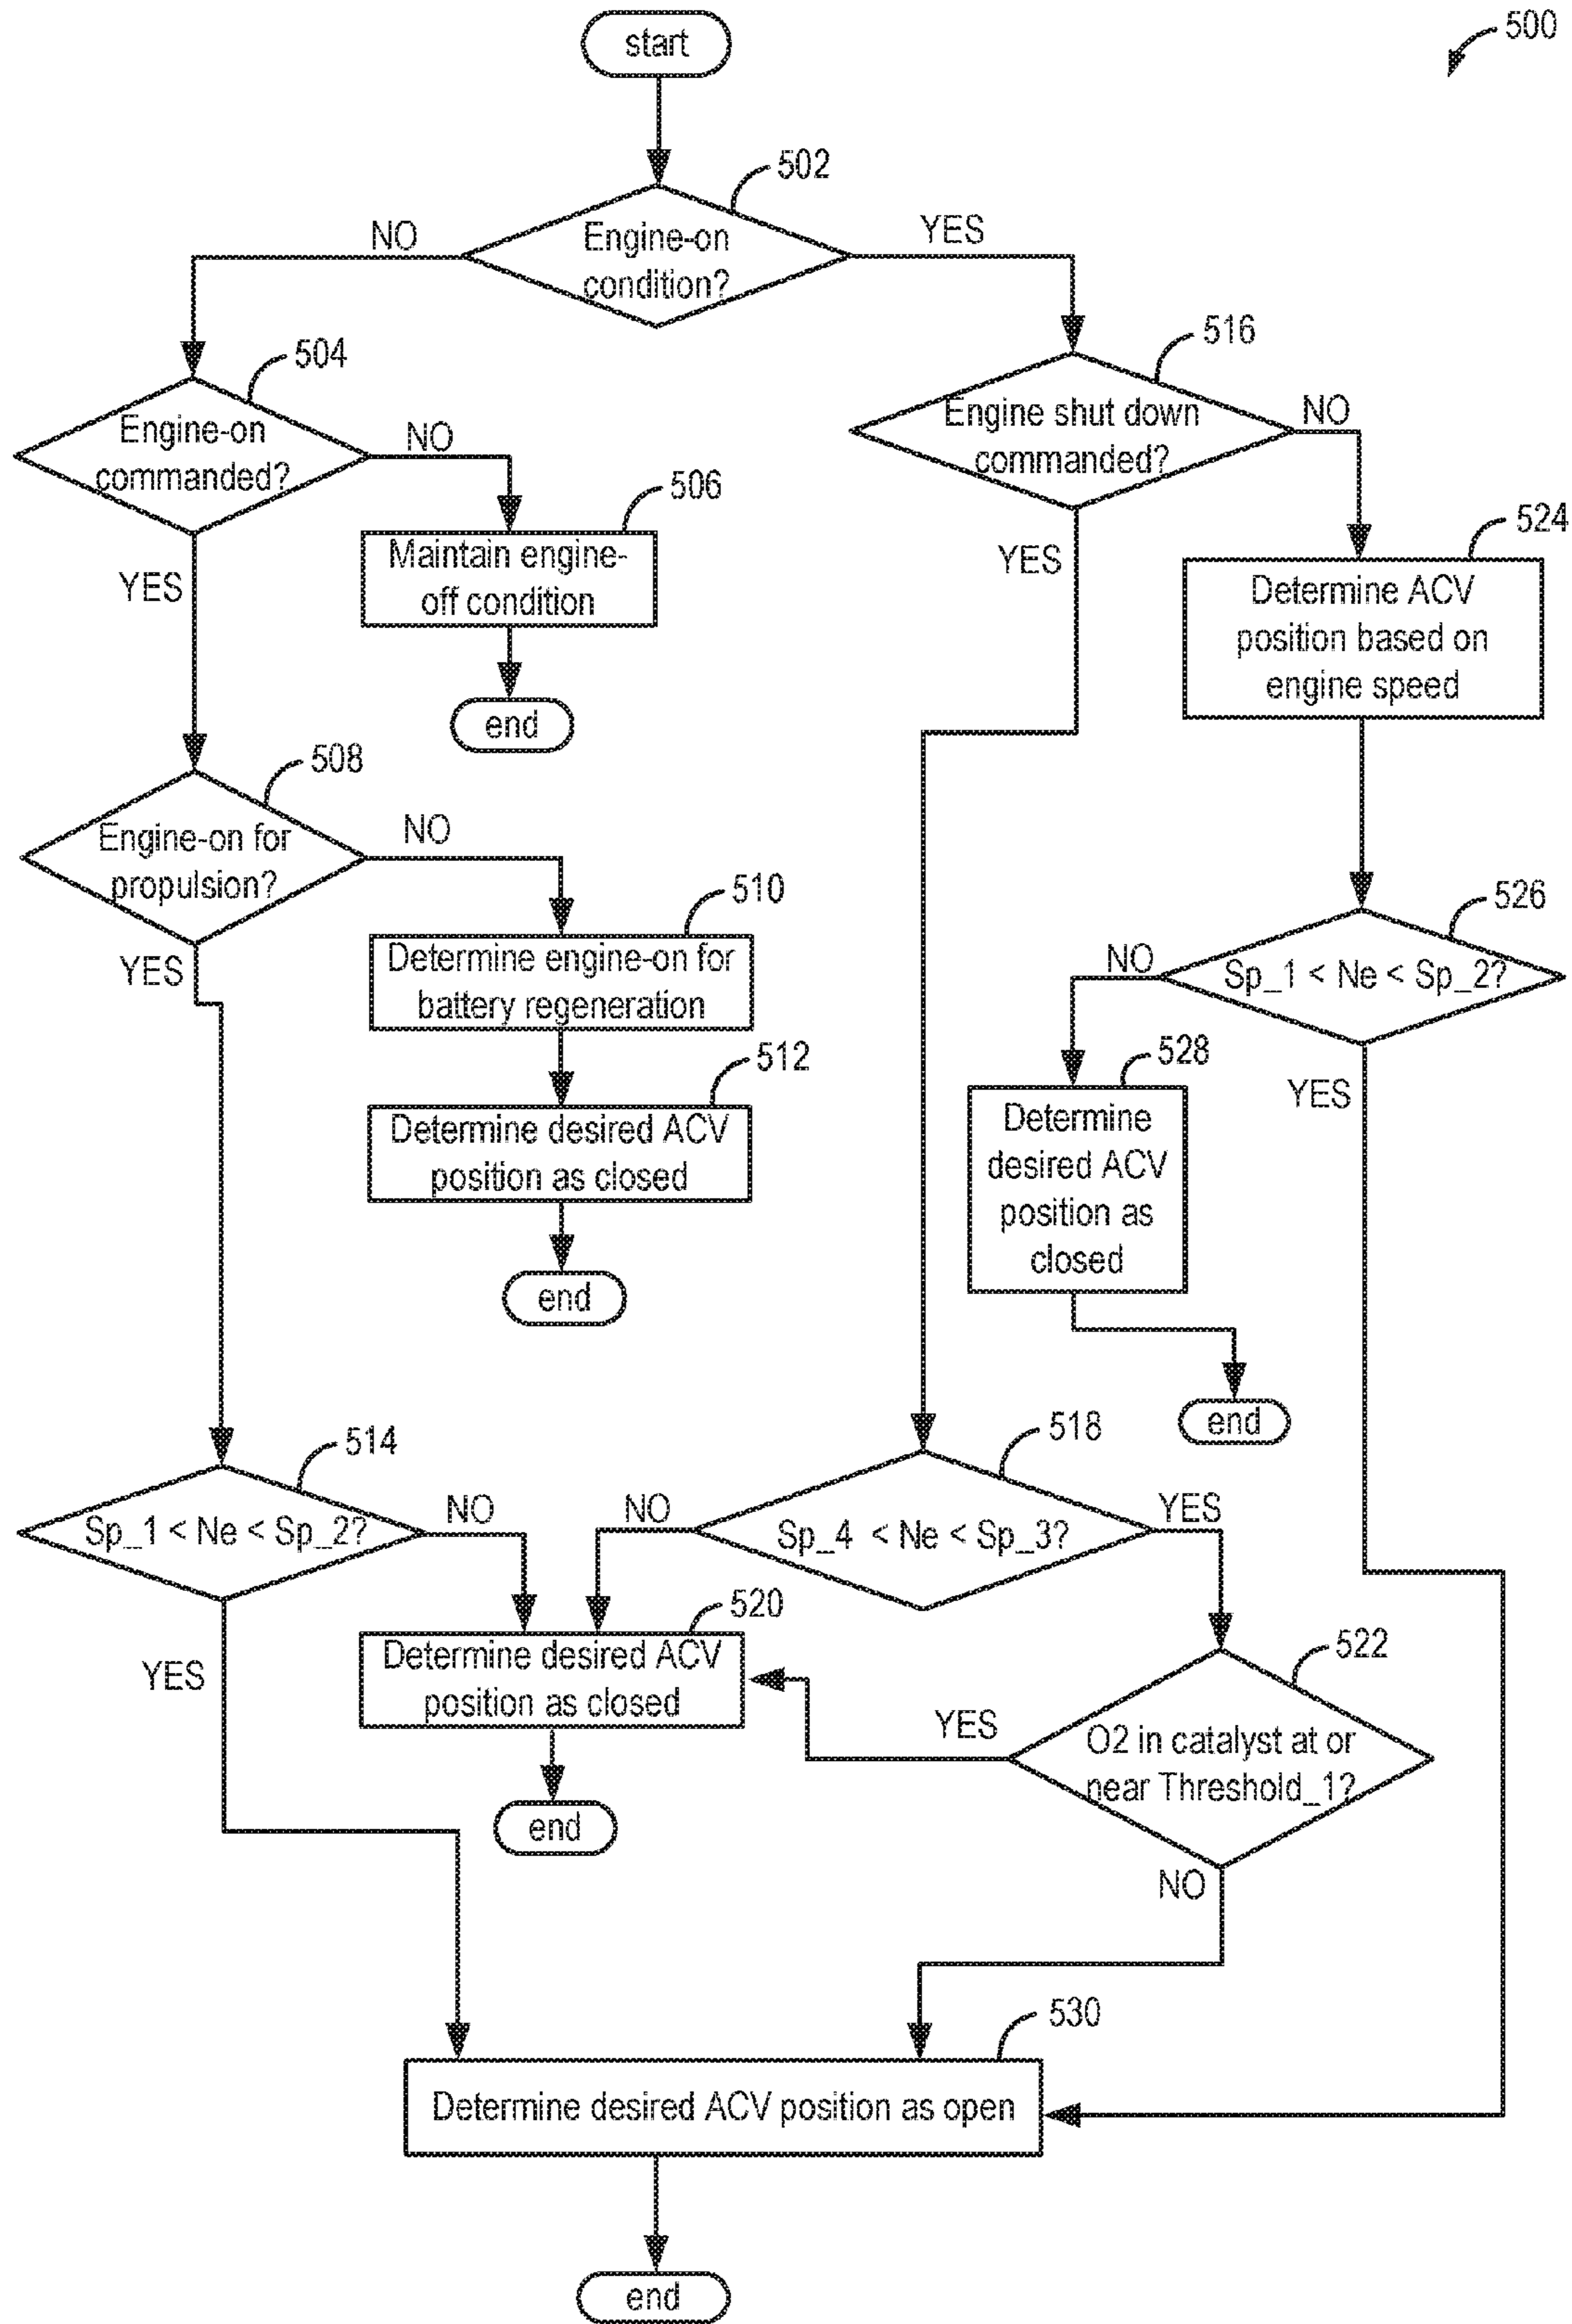 500
start
502
NO
YES
Engine-on
condition?
504
516
Engine-on
commanded?
NO
Engine shut down
commanded?
NO
506
YES
Maintain engine-
off condition
YES
524
Determine ACV
position based on
engine speed
end
508
Engine-on for
propulsion?
NO
510
YES
Determine engine-on for
battery regeneration
526
NO
Sp_1 < Ne < Sp_2?
512
Determine desired ACV
position as closed
528
YES
Determine
desired ACV
position as
closed
end
end
514
518
Sp_1 < Ne < Sp_2?
NO
NO
Sp_4 < Ne < Sp_3?
YES
520
YES
Determine desired ACV
position as closed
522
YES
O2 in catalyst at or
near Threshold_1?
end
NO
530
Determine desired ACV position as open
end